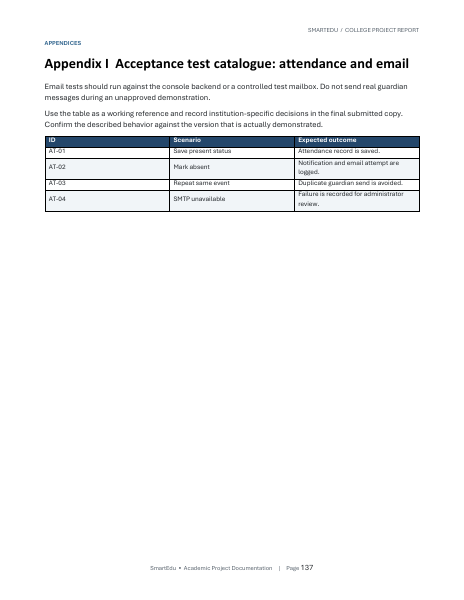 SMARTEDU / COLLEGE PROJECT REPORT
APPENDICES
Appendix I Acceptance test catalogue: attendance and email
Email tests should run against the console backend or a controlled test mailbox. Do not send real guardian
messages during an unapproved demonstration.
Use the table as a working reference and record institution-specific decisions in the final submitted copy.
Confirm the described behavior against the version that is actually demonstrated.
ID Scenario Expected outcome
AT-01 Save present status Attendance record is saved.
AT-02 Mark absent Notification and email attempt are
logged.
AT-03 Repeat same event Duplicate guardian send is avoided.
AT-04 SMTP unavailable Failure is recorded for administrator
review.
SmartEdu • Academic Project Documentation | Page 137